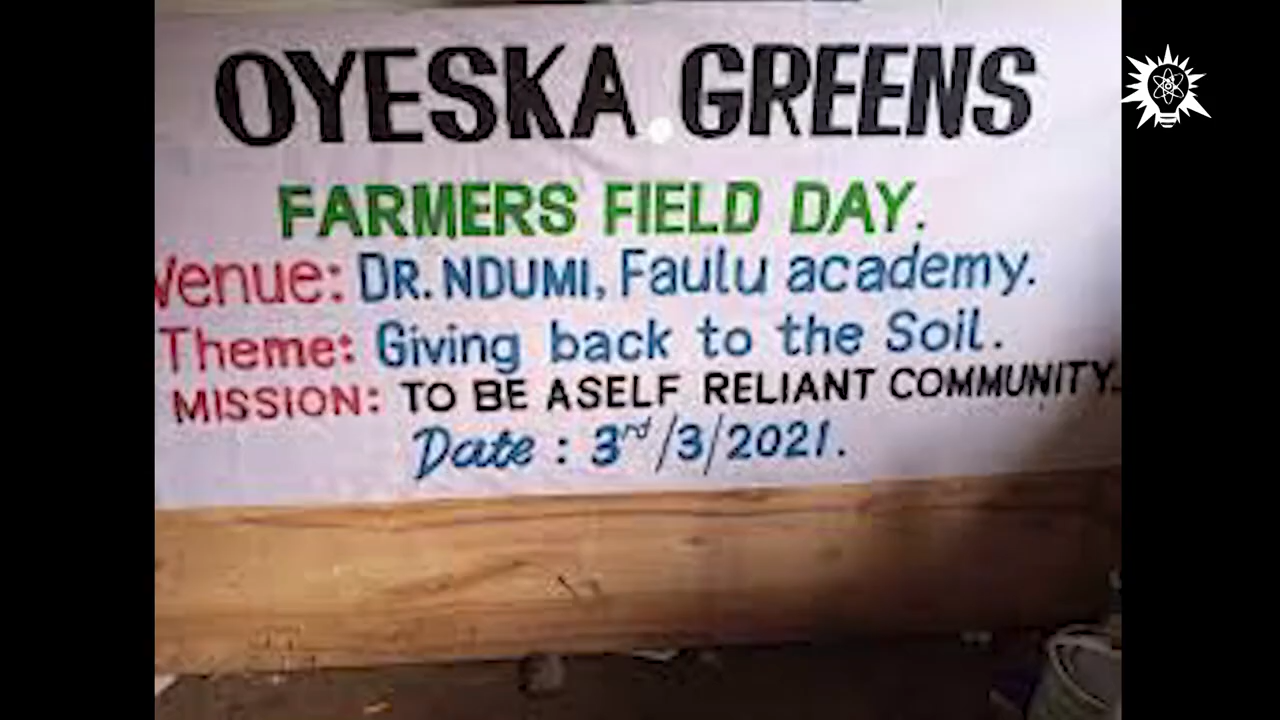 OYESKA GREENS
FARMERS FIELD DAY.
Venue: DR. NDUMI, Faulu academy.
Theme: Giving back to the Soil.
MISSION: TO BE ASELF RELIANT COMMUNITY.
Date : 3rd/3/2021.